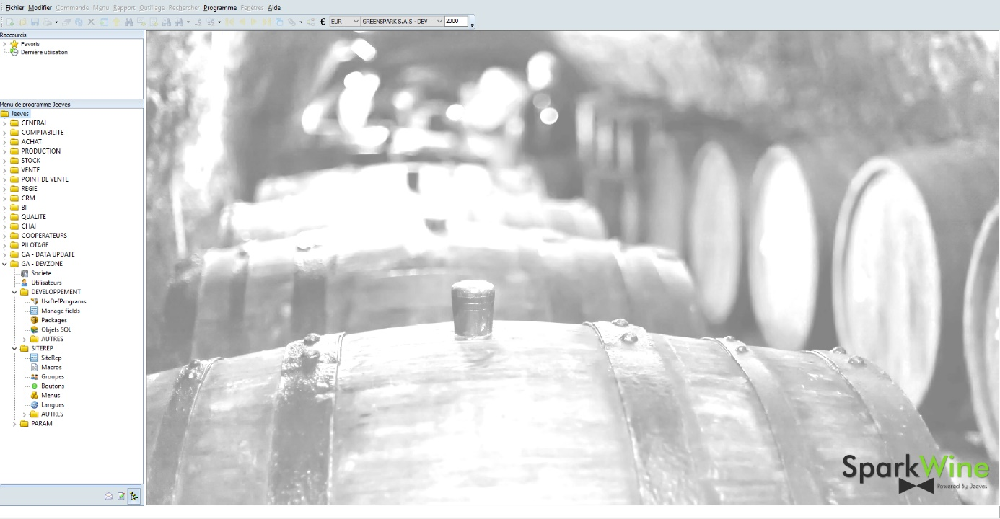 Fichier Modifier Commande Menu Rapport Outillage Rechercher Programme Fenêtres Aide
€ EUR GREENSPARK S.A.S - DEV 2000
Raccourcis
Favoris
Dernière utilisation
Menu de programme Jeeves
Jeeves
GENERAL
COMPTABILITE
ACHAT
PRODUCTION
STOCK
VENTE
POINT DE VENTE
REGIE
CRM
BI
QUALITE
CHAI
COOPERATEURS
PILOTAGE
GA - DATA UPDATE
GA - DEVZONE
Societe
Utilisateurs
DEVELOPPEMENT
UsrDefPrograms
Manage fields
Packages
Objets SQL
AUTRES
SITEREP
SiteRep
Macros
Groupes
Boutons
Menus
Langues
AUTRES
PARAM
SparkWine
Powered By Jeeves